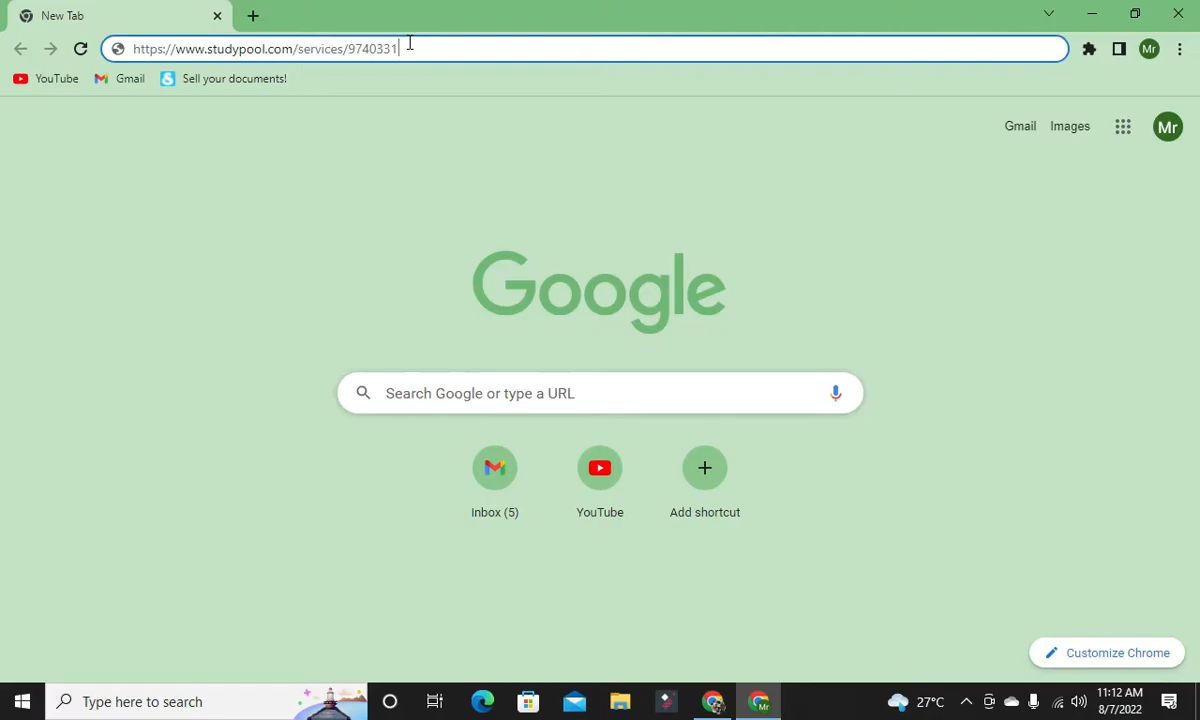 New Tab
https://www.studypool.com/services/9740331
Mr
YouTube
Gmail
Sell your documents!
Gmail
Images
Mr
Google
Search Google or type a URL
Inbox (5)
YouTube
Add shortcut
Customize Chrome
Type here to search
Mr
27°C
11:12 AM
8/7/2022